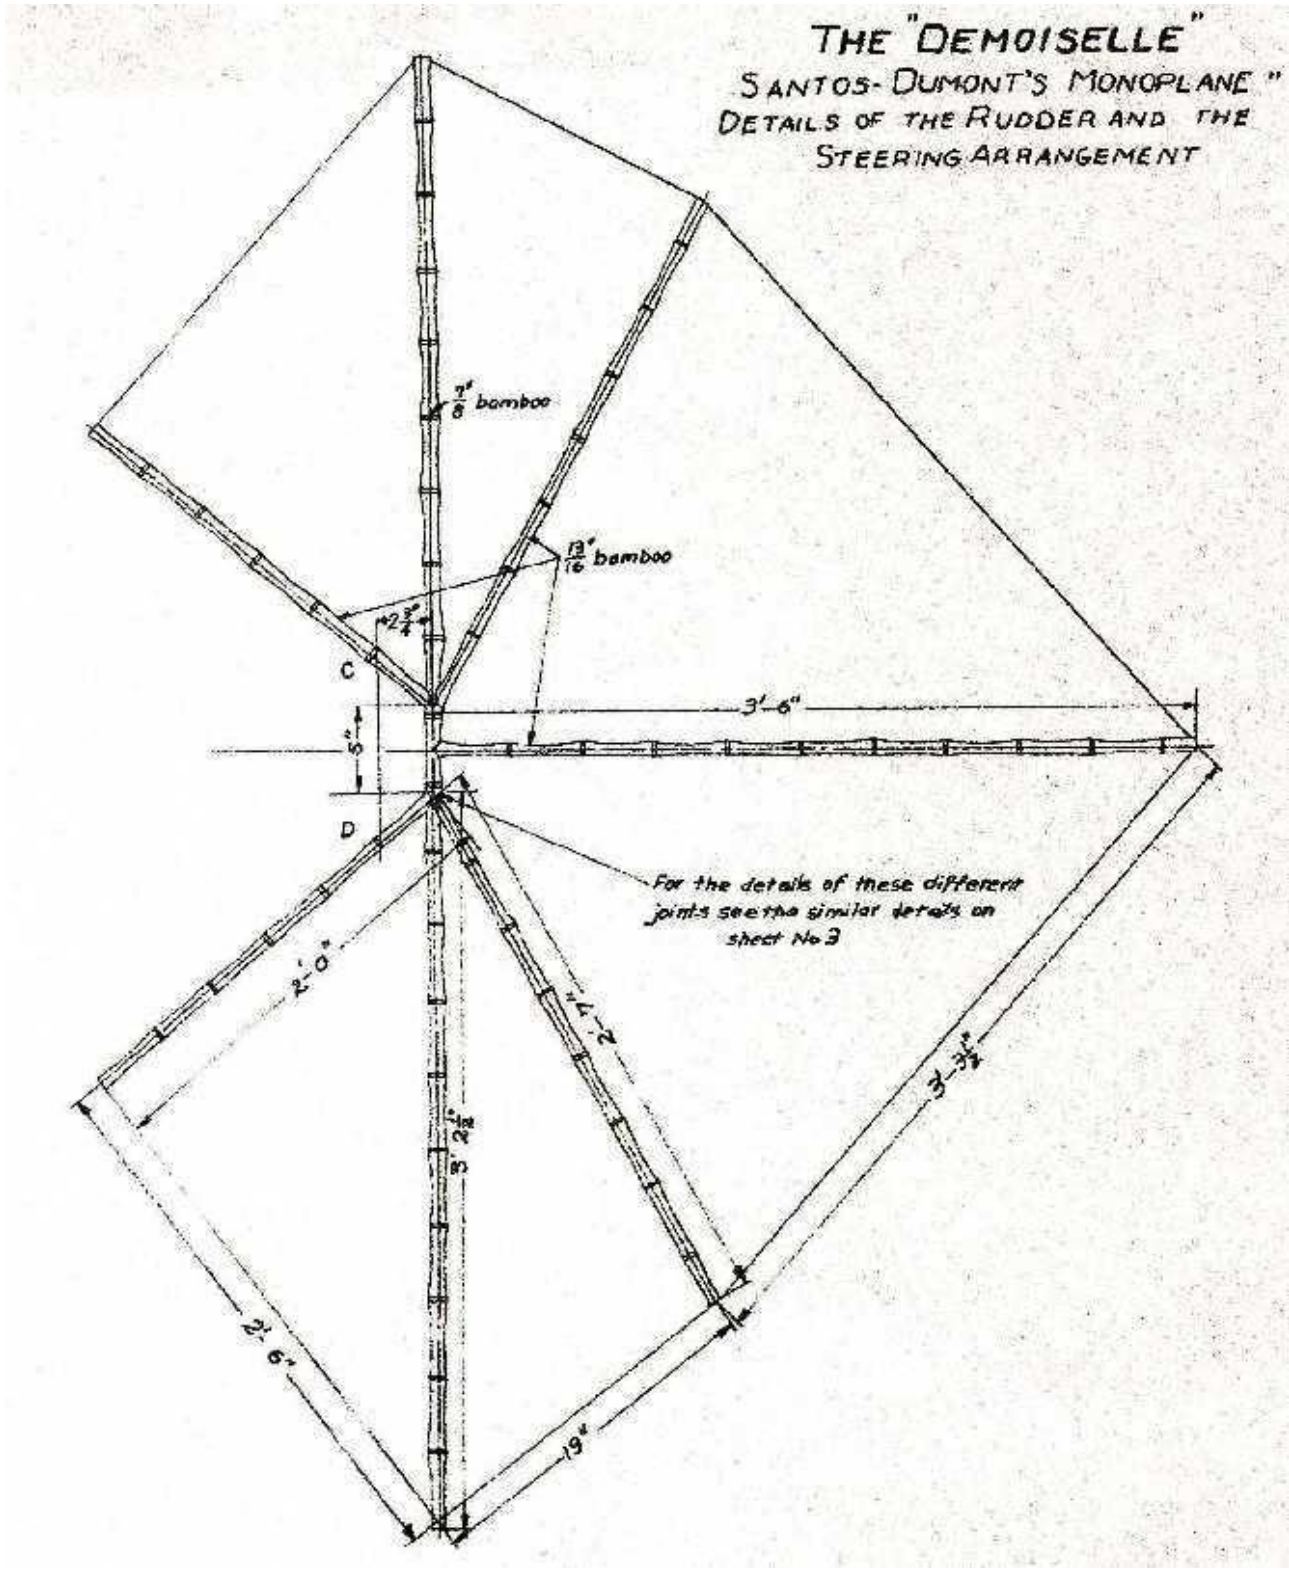 THE "DEMOISELLE"
SANTOS-DUMONT'S MONOPLANE"
DETAILS OF THE RUDDER AND THE
STEERING ARRANGEMENT
7/8" bamboo
13/16" bamboo
2 3/4"
C
3'-6"
5"
D
For the details of these different
joints see the similar details on
sheet No 3
2'-0"
2'-7"
3'-3 1/2"
3' 2 1/2"
2'-6"
19"